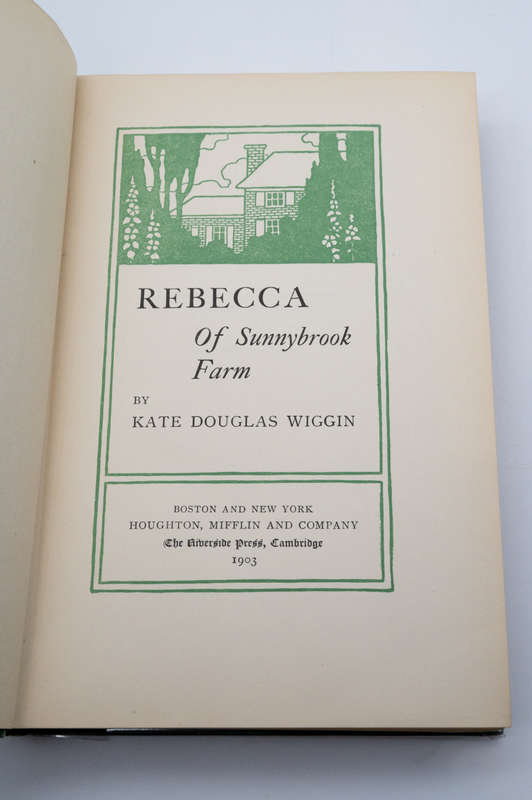 REBECCA
Of Sunnybrook
Farm
BY
KATE DOUGLAS WIGGIN
BOSTON AND NEW YORK
HOUGHTON, MIFFLIN AND COMPANY
The Riverside Press, Cambridge
1903